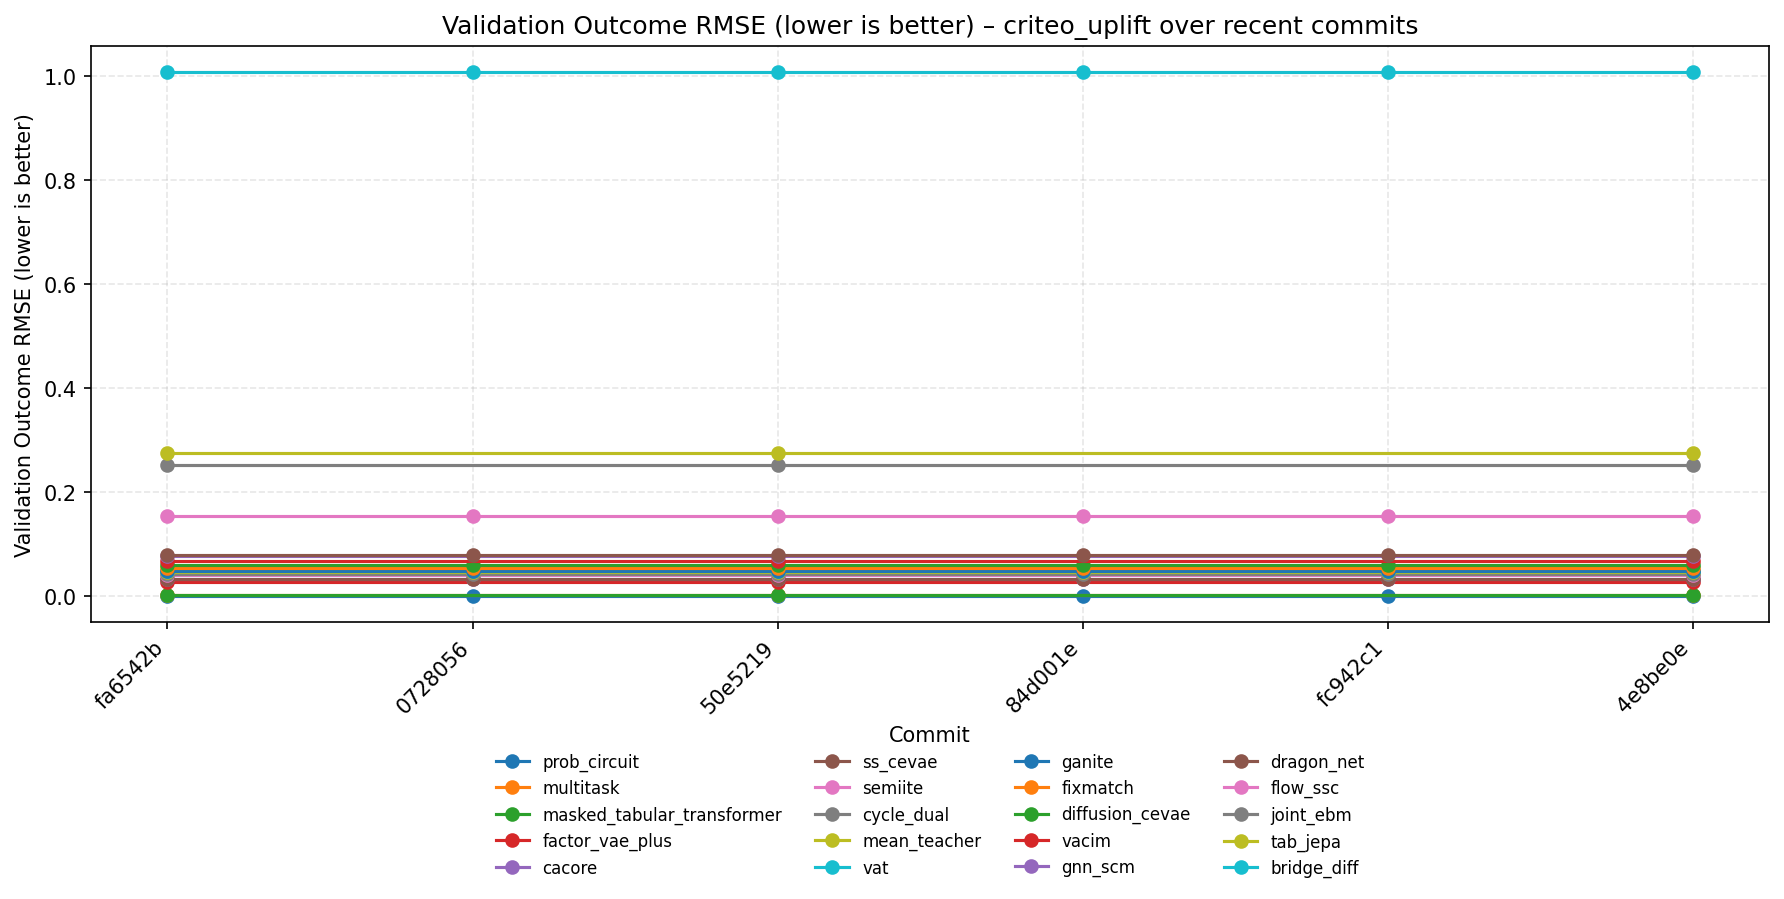 Validation Outcome RMSE (lower is better) – criteo_uplift over recent commits
Validation Outcome RMSE (lower is better)
1.0
0.8
0.6
0.4
0.2
0.0
fa6542b
0728056
50e5219
84d001e
fc942c1
4e8be0e
Commit
prob_circuit
multitask
masked_tabular_transformer
factor_vae_plus
cacore
ss_cevae
semiite
cycle_dual
mean_teacher
vat
ganite
fixmatch
diffusion_cevae
vacim
gnn_scm
dragon_net
flow_ssc
joint_ebm
tab_jepa
bridge_diff